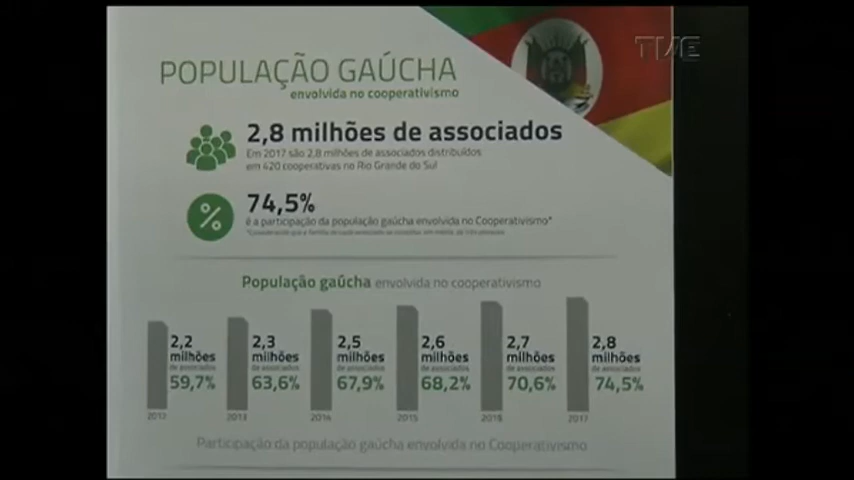 TVE
POPULAÇÃO GAÚCHA
envolvida no cooperativismo
2,8 milhões de associados
Em 2017 são 2,8 milhões de associados distribuídos
em 420 cooperativas no Rio Grande do Sul
74,5%
é a participação da população gaúcha envolvida no Cooperativismo*
População gaúcha envolvida no cooperativismo
2,2 milhões de associados 59,7%
2,3 milhões de associados 63,6%
2,5 milhões de associados 67,9%
2,6 milhões de associados 68,2%
2,7 milhões de associados 70,6%
2,8 milhões de associados 74,5%
2012 2013 2014 2015 2016 2017
Participação da população gaúcha envolvida no Cooperativismo